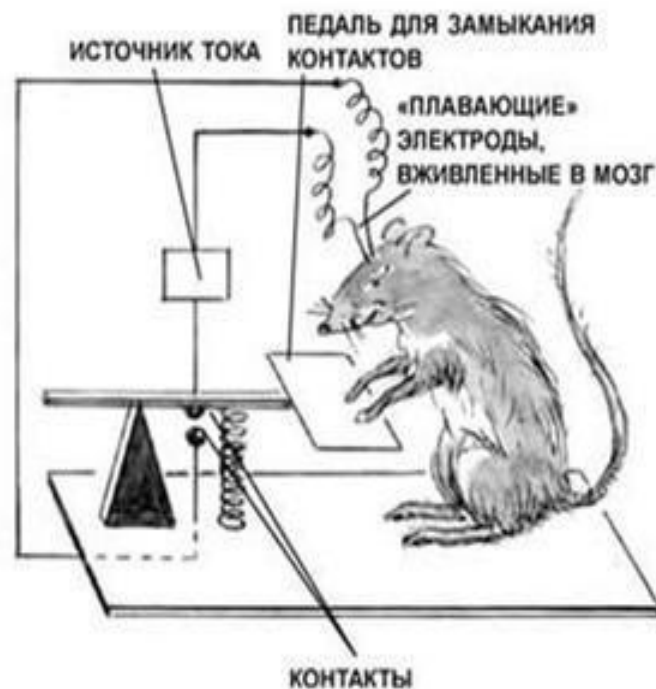 ИСТОЧНИК ТОКА
ПЕДАЛЬ ДЛЯ ЗАМЫКАНИЯ
КОНТАКТОВ
«ПЛАВАЮЩИЕ»
ЭЛЕКТРОДЫ,
ВЖИВЛЕННЫЕ В МОЗГ
КОНТАКТЫ